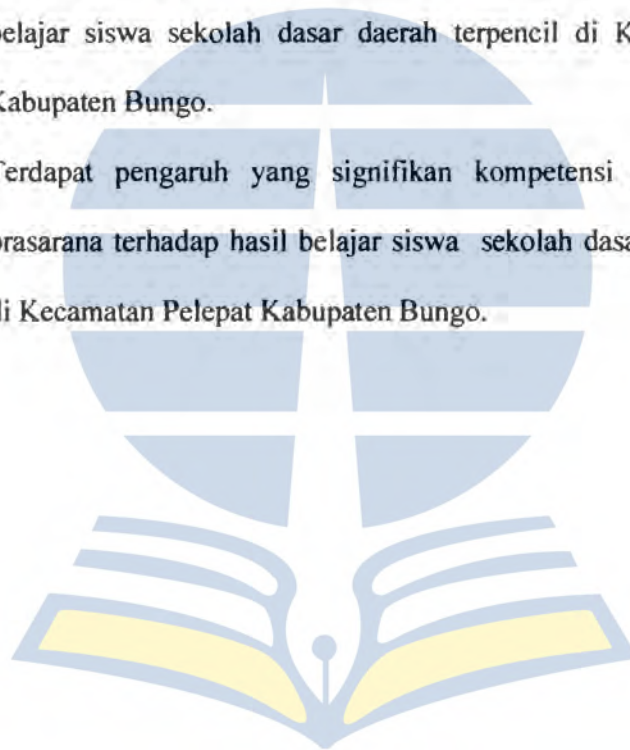 belajar siswa sekolah dasar daerah terpencil di K
Kabupaten Bungo.
Terdapat pengaruh yang signifikan kompetensi
prasarana terhadap hasil belajar siswa sekolah dasa
di Kecamatan Pelepat Kabupaten Bungo.